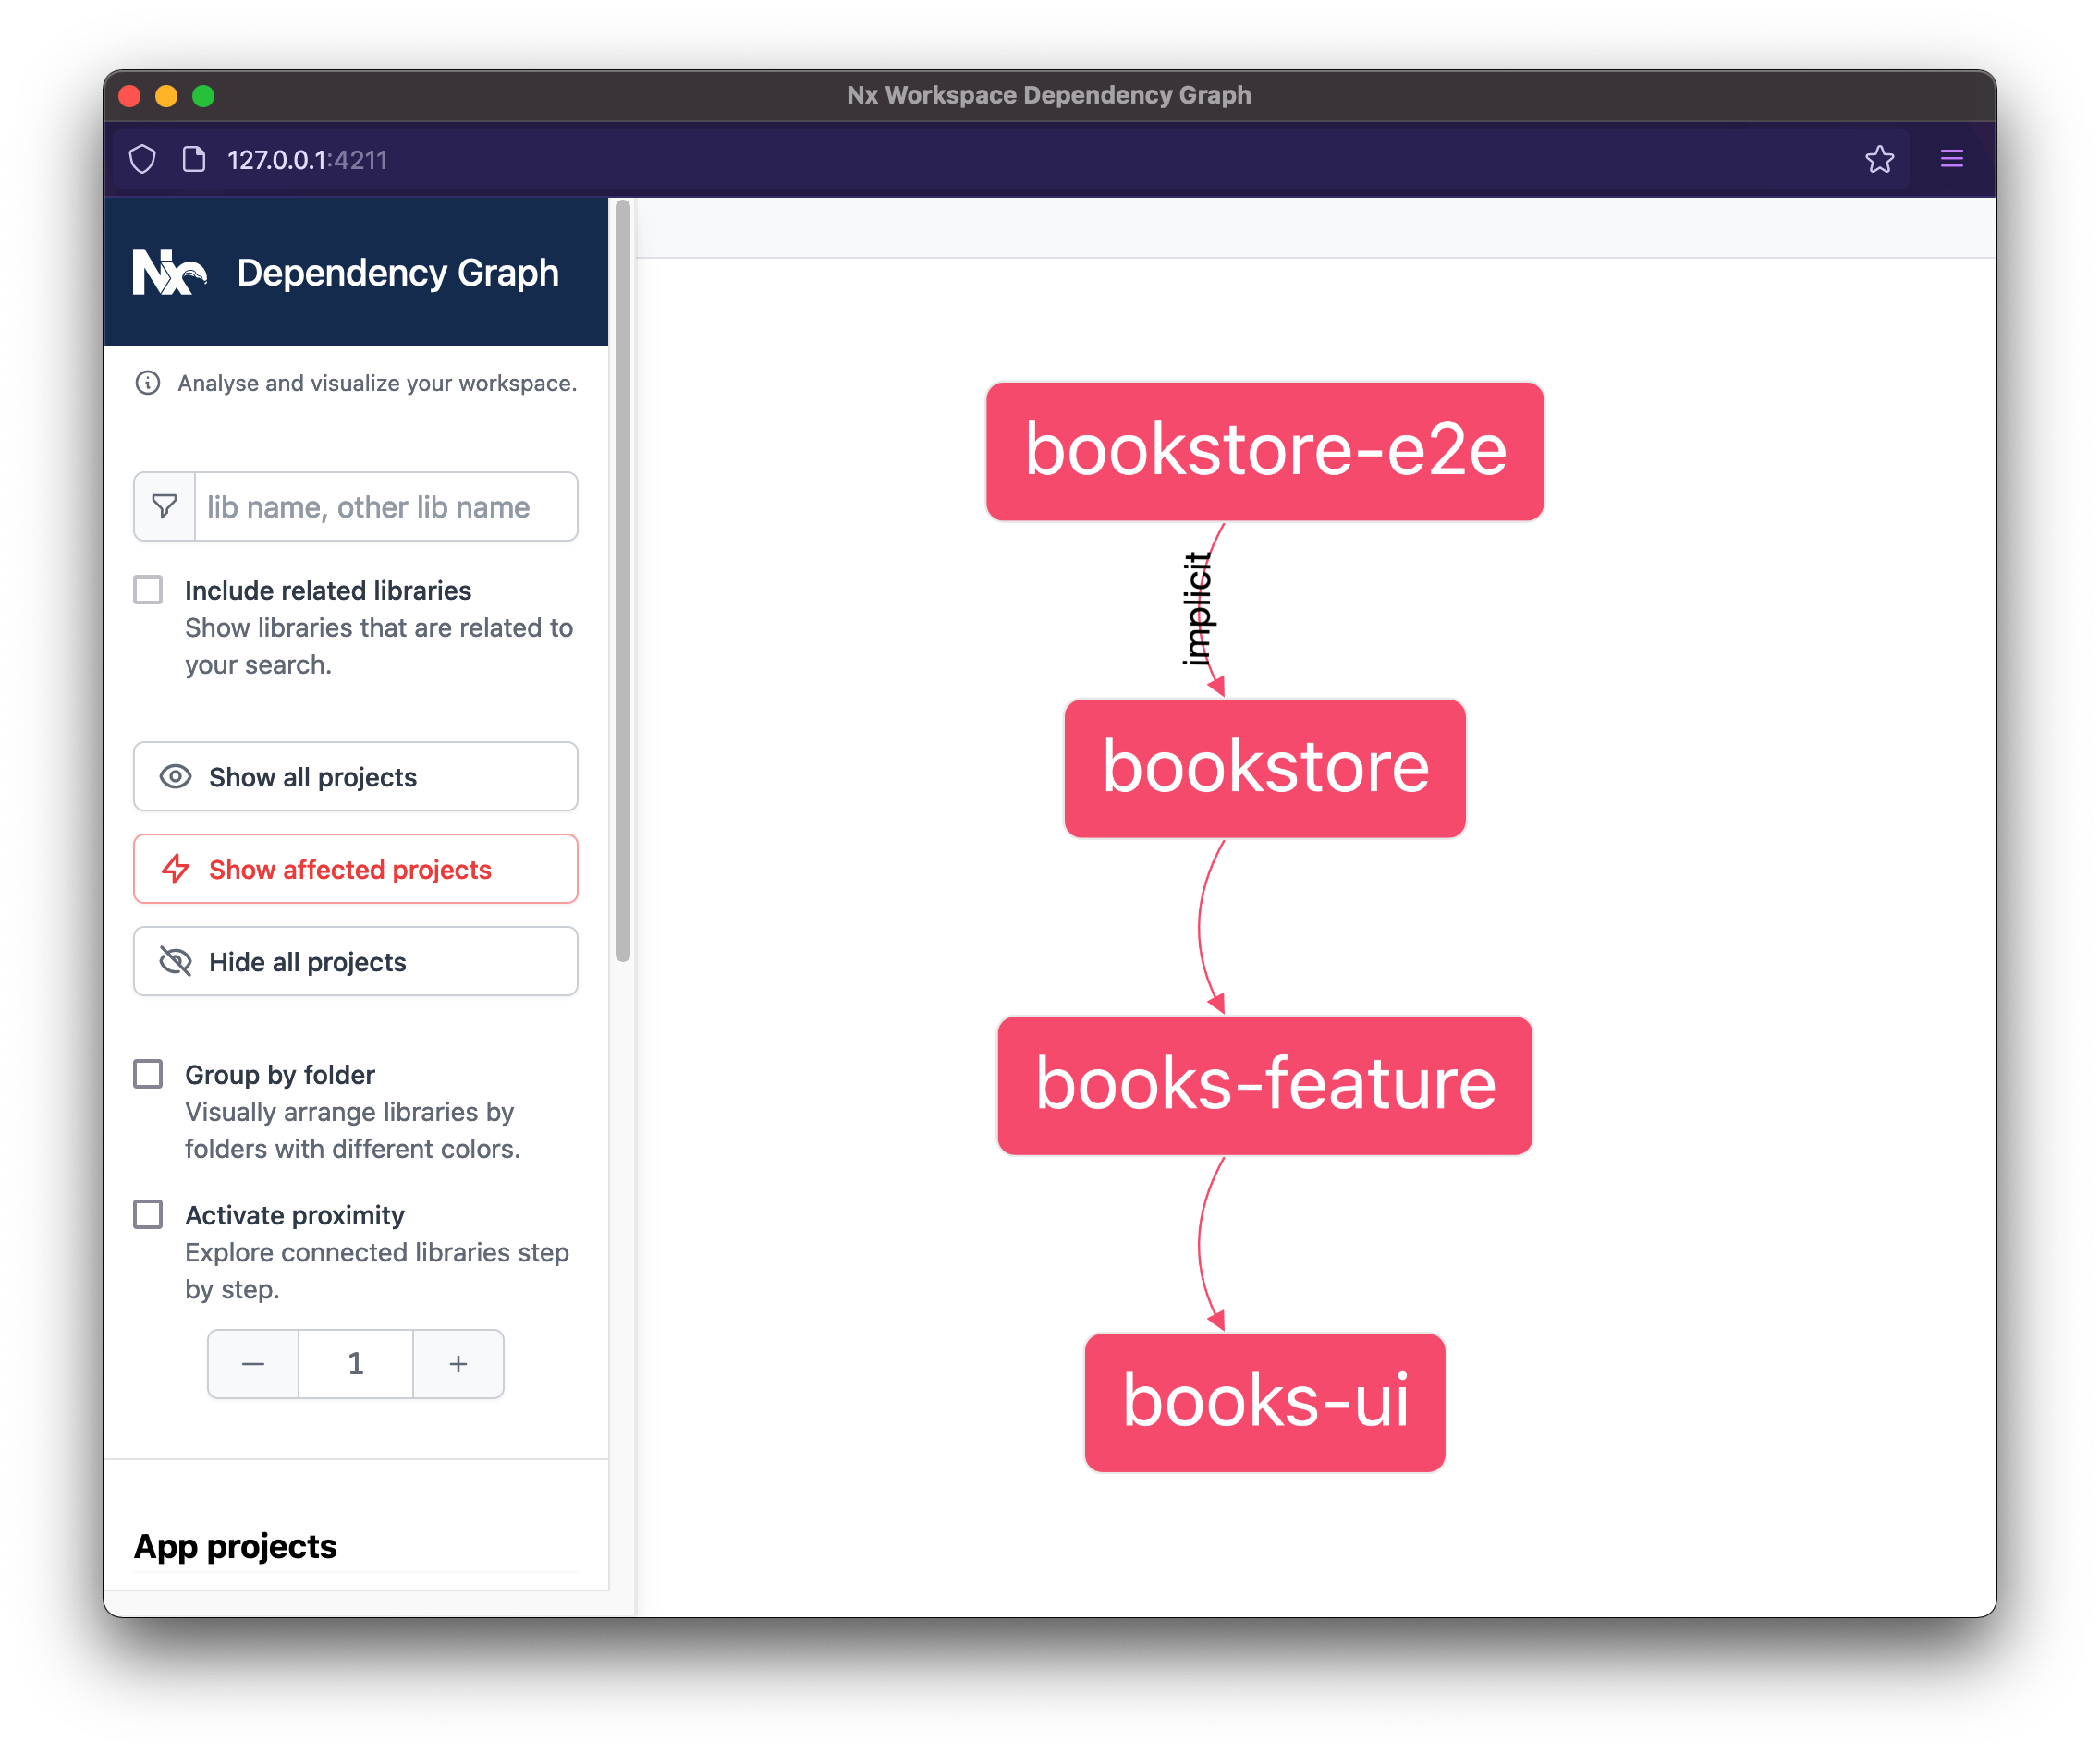 Nx Workspace Dependency Graph
127.0.0.1:4211
Nx Dependency Graph
Analyse and visualize your workspace.
lib name, other lib name
Include related libraries
Show libraries that are related to
your search.
Show all projects
Show affected projects
Hide all projects
Group by folder
Visually arrange libraries by
folders with different colors.
Activate proximity
Explore connected libraries step
by step.
— 1 +
App projects
bookstore-e2e
implicit
bookstore
books-feature
books-ui